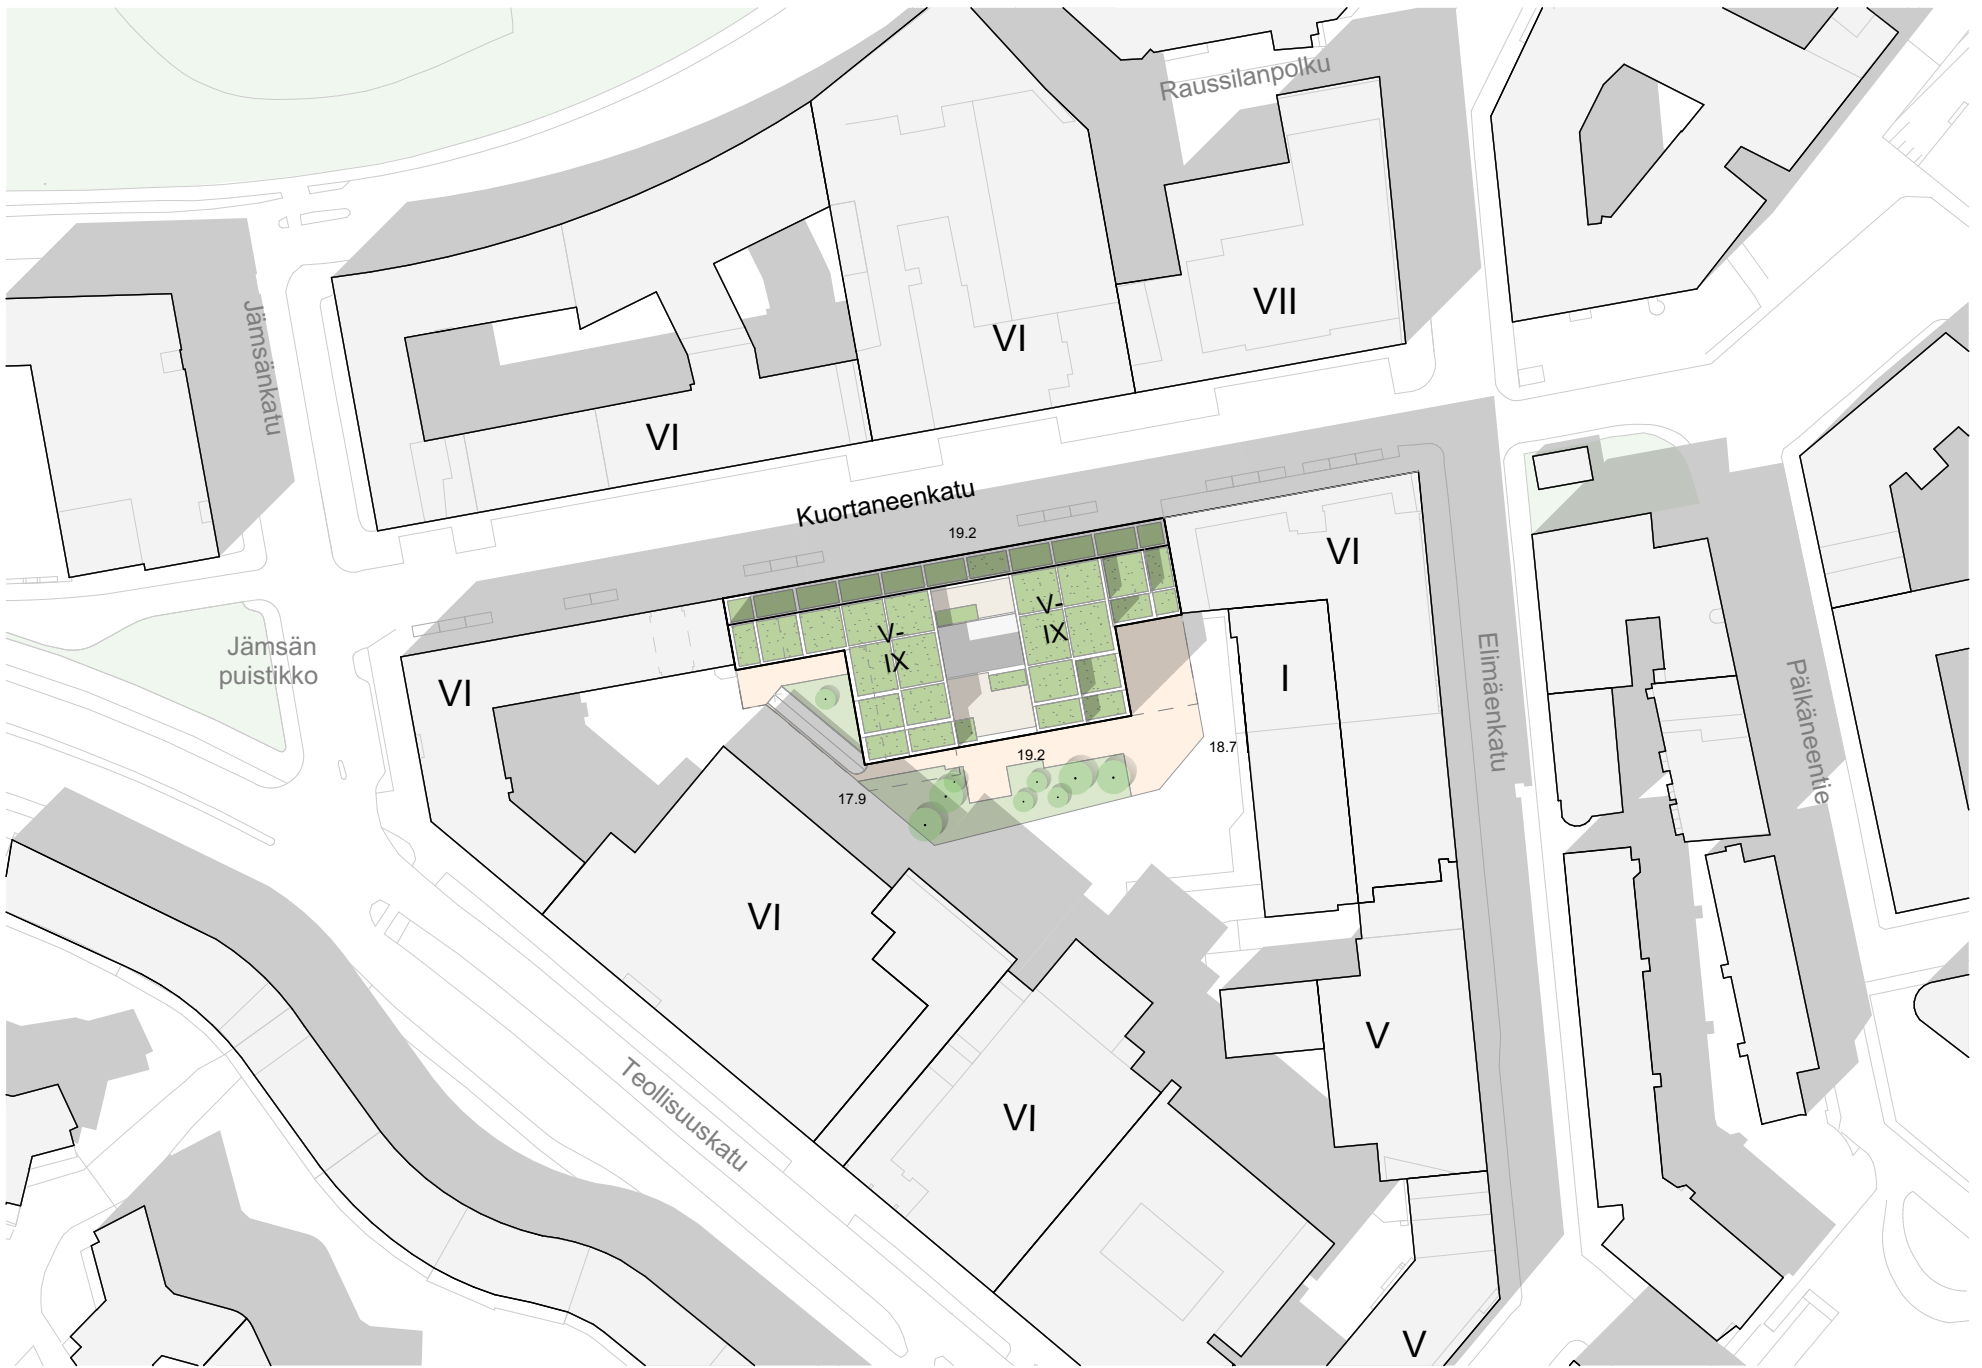 Raussilanpolku
Jämsänkatu
VII
VI
VI
Kuortaneenkatu
19.2
VI
V-
IX
V-
IX
Jämsän
puistikko
VI
I
Elimäenkatu
Pälkäneentie
19.2
18.7
17.9
VI
V
Teollisuuskatu
VI
V